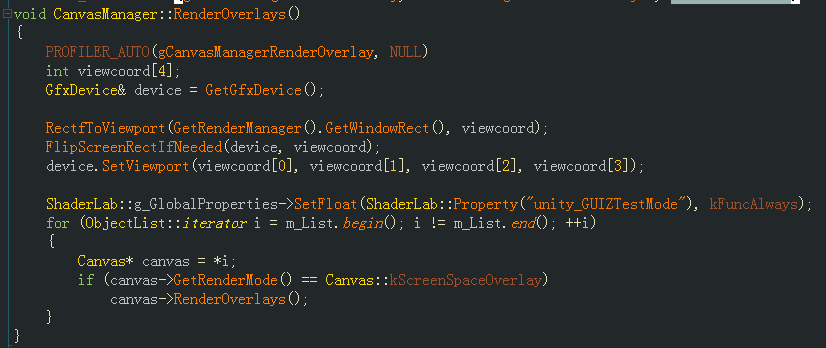 void CanvasManager::RenderOverlays()
{
PROFILER_AUTO(gCanvasManagerRenderOverlay, NULL)
int viewcoord[4];
GfxDevice& device = GetGfxDevice();
RectfToViewport(GetRenderManager().GetWindowRect(), viewcoord);
FlipScreenRectIfNeeded(device, viewcoord);
device.SetViewport(viewcoord[0], viewcoord[1], viewcoord[2], viewcoord[3]);
ShaderLab::g_GlobalProperties->SetFloat(ShaderLab::Property("unity_GUIZTestMode"), kFuncAlways);
for (ObjectList::iterator i = m_List.begin(); i != m_List.end(); ++i)
{
Canvas* canvas = *i;
if (canvas->GetRenderMode() == Canvas::kScreenSpaceOverlay)
canvas->RenderOverlays();
}
}